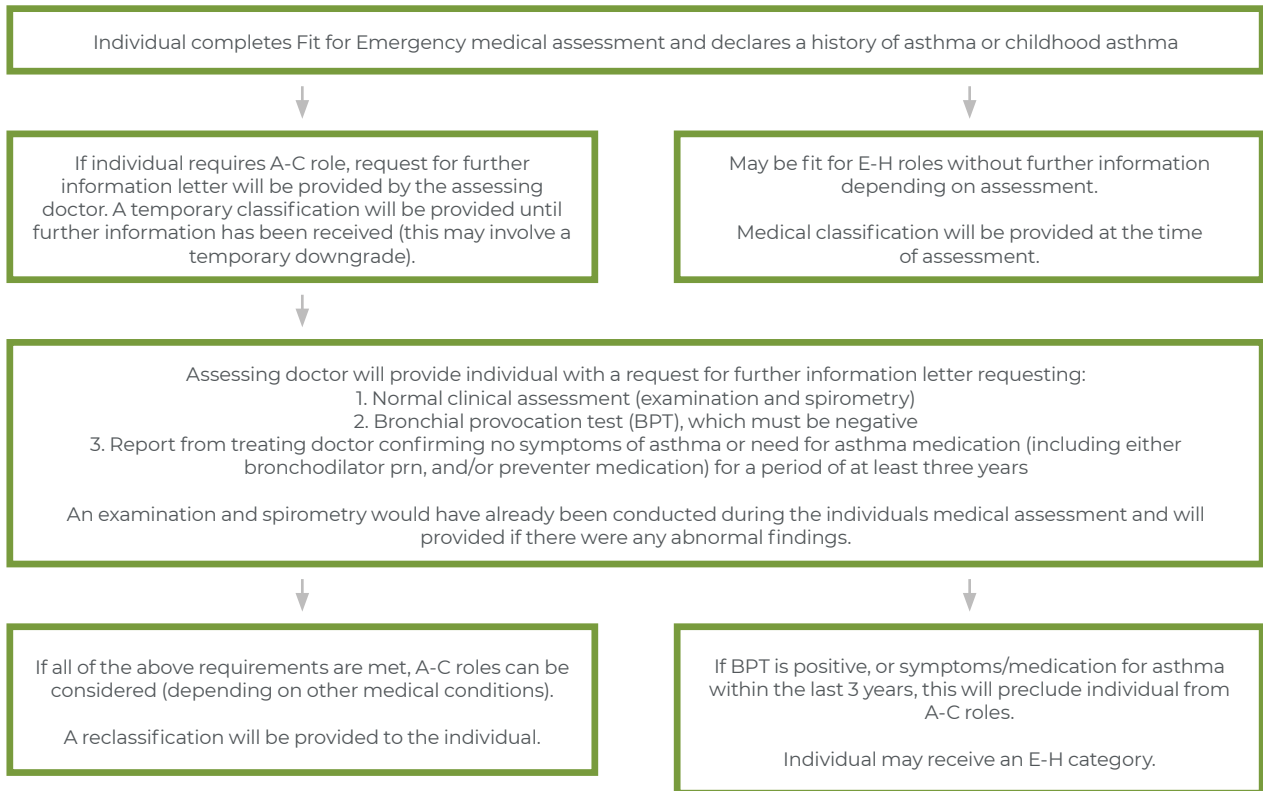 Individual completes Fit for Emergency medical assessment and declares a history of asthma or childhood asthma
If individual requires A-C role, request for further
information letter will be provided by the assessing
doctor. A temporary classification will be provided until
further information has been received (this may involve a
temporary downgrade).
May be fit for E-H roles without further information
depending on assessment.
Medical classification will be provided at the time
of assessment.
Assessing doctor will provide individual with a request for further information letter requesting:
1. Normal clinical assessment (examination and spirometry)
2. Bronchial provocation test (BPT), which must be negative
3. Report from treating doctor confirming no symptoms of asthma or need for asthma medication (including either
bronchodilator prn, and/or preventer medication) for a period of at least three years
An examination and spirometry would have already been conducted during the individuals medical assessment and will
provided if there were any abnormal findings.
If all of the above requirements are met, A-C roles can be
considered (depending on other medical conditions).
A reclassification will be provided to the individual.
If BPT is positive, or symptoms/medication for asthma
within the last 3 years, this will preclude individual from
A-C roles.
Individual may receive an E-H category.